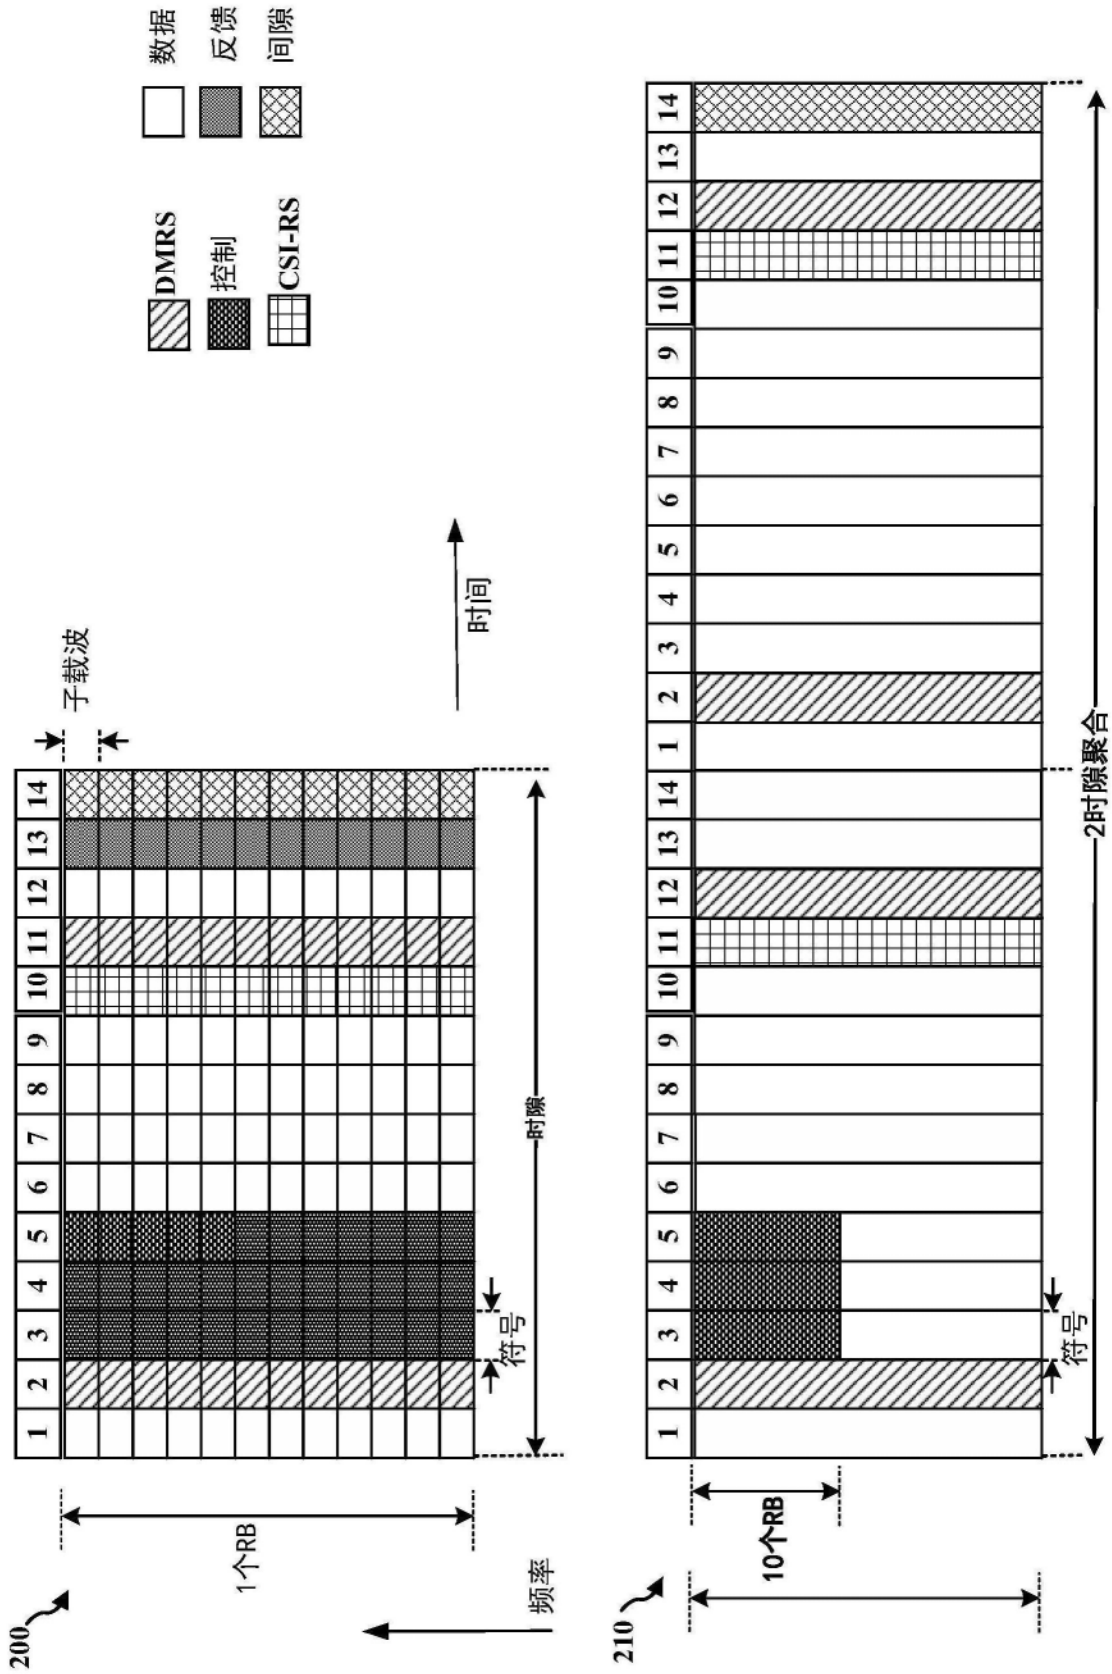 200
1 2 3 4 5 6 7 8 9 10 11 12 13 14
子载波
1个RB
符号
时隙
频率
时间
DMRS
控制
CSI-RS
数据
反馈
间隙
210
1 2 3 4 5 6 7 8 9 10 11 12 13 14 1 2 3 4 5 6 7 8 9 10 11 12 13 14
10个RB
符号
2时隙聚合